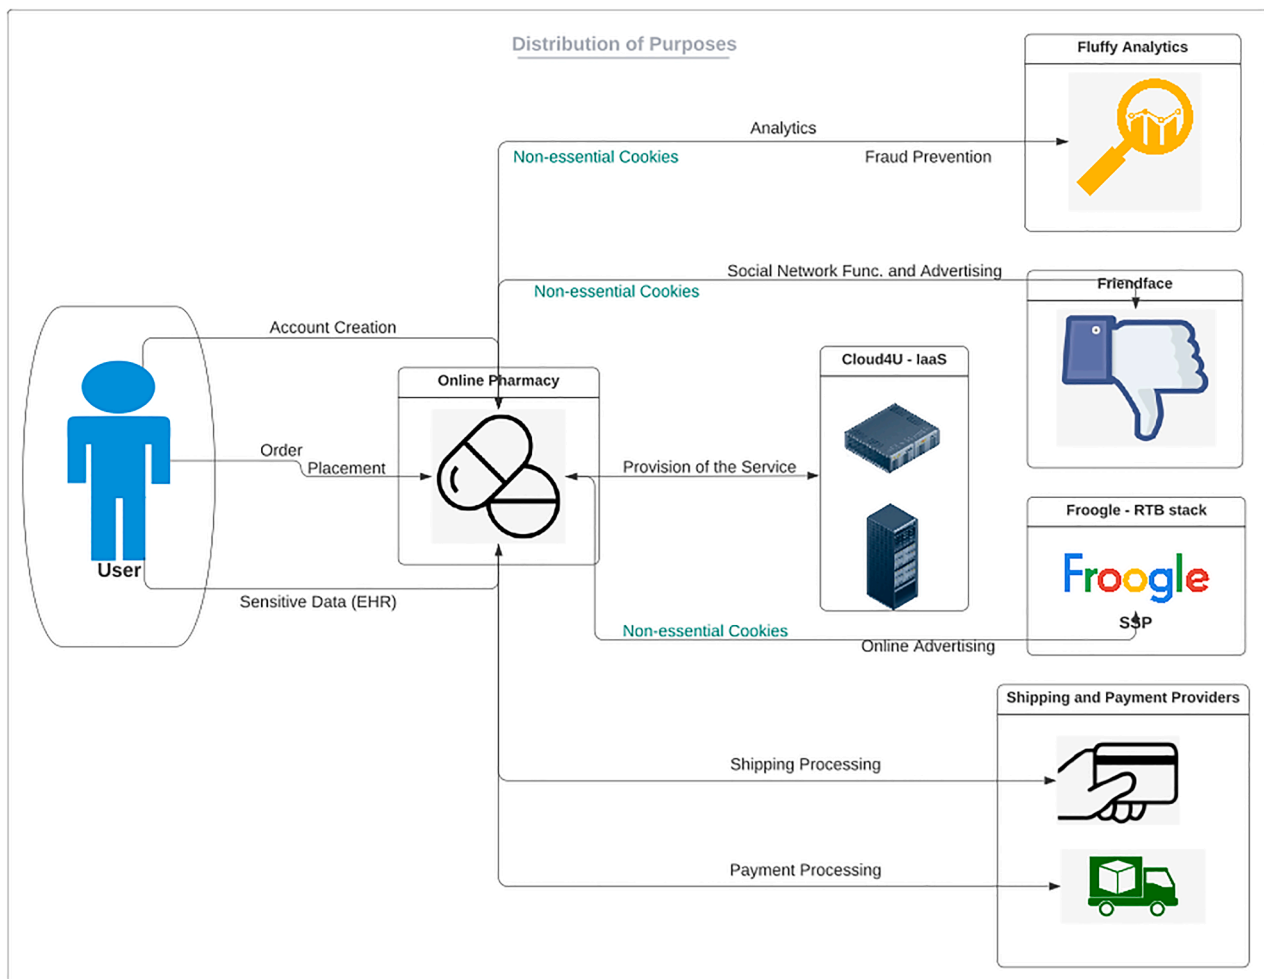 Distribution of Purposes
Fluffy Analytics
Analytics
Non-essential Cookies
Fraud Prevention
Social Network Func. and Advertising
Non-essential Cookies
Friendface
Account Creation
Cloud4U - IaaS
Online Pharmacy
Order
Placement
Provision of the Service
Froogle - RTB stack
Froogle
SSP
User
Sensitive Data (EHR)
Non-essential Cookies
Online Advertising
Shipping and Payment Providers
Shipping Processing
Payment Processing